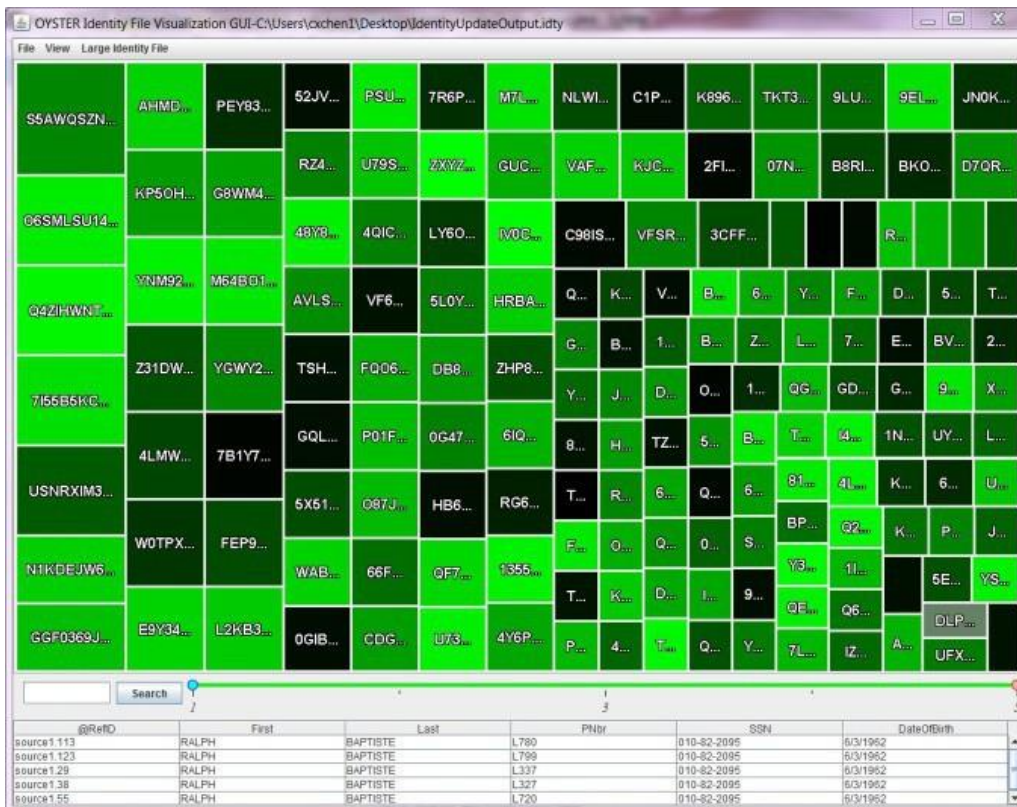 OYSTER Identity File Visualization GUI-C:\Users\cxchen1\Desktop\IdentityUpdateOutput.idty
File View Large Identity File
S5AWQSZN...
O6SMLSU14...
Q4ZIHWNT...
7I55B5KC...
USNRXIM3...
N1KDEJW6...
GGF0369J...
AHMD... PEY83...
KP5OH... G8WM4...
YNM92... M64BO1...
Z31DW... YGWY2...
4LMW... 7B1Y7...
W0TPX... FEP9...
E9Y34... L2KB3...
52JV... PSU... 7R6P... M7L...
RZ4... U79S... ZXYZ... GUC...
48Y8... 4QIC... LY6O... IV0C...
AVLS... VF6... 5L0Y... HRBA...
TSH... FQO6... DB8... ZHP8...
GQL... P01F... 0G47... 6IQ...
5X51... O87J... HB6... RG6...
WAB... 66F... QF7... 1355...
0GIB... CDG... U73... 4Y6P...
NLWI... C1P... K896... TKT3... 9LU... 9EL... JN0K...
VAF... KJC... 2FI... 07N... B8RI... BKO... D7QR...
C98IS... VFSR... 3CFF... R...
Q... K... V... B... 6... Y... F... D... 5... T...
G... B... 1... B... Z... L... 7... E... BV... 2...
Y... J... D... O... 1... QG... GD... G... 9... X...
8... H... TZ... 5... B... T... I4... 1N... UY... L...
T... R... 6... Q... 6... 81... 4L... K... 6... U...
F... O... Q... 0... S... BP... Q2... K... P... J...
T... K... D... I... 9... Y3... 1I... 5E... YS...
P... 4... T... Q... Y... QE... Q6... A... DLP...
7L... IZ... UFX...
Search
1 3
@RefID First Last PNbr SSN DateOfBirth
source1.113 RALPH BAPTISTE L780 010-82-2095 6/3/1962
source1.123 RALPH BAPTISTE L799 010-82-2095 6/3/1962
source1.29 RALPH BAPTISTE L337 010-82-2095 6/3/1962
source1.38 RALPH BAPTISTE L327 010-82-2095 6/3/1962
source1.55 RALPH BAPTISTE L720 010-82-2095 6/3/1962